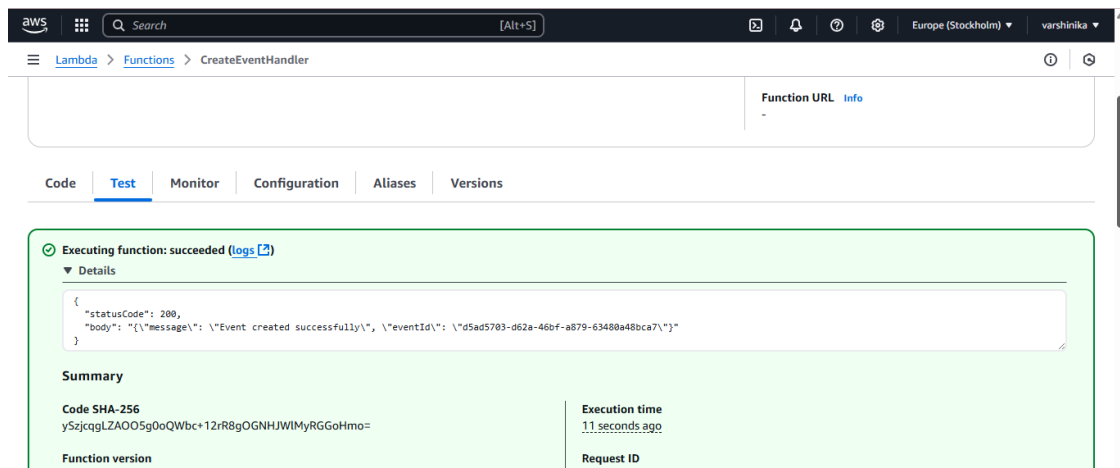 aws
Search [Alt+S]
Europe (Stockholm) ▼
varshinika ▼
Lambda > Functions > CreateEventHandler
Function URL Info
-
Code Test Monitor Configuration Aliases Versions
Executing function: succeeded (logs)
▼ Details
{
"statusCode": 200,
"body": "{\"message\": \"Event created successfully\", \"eventId\": \"d5ad5703-d62a-46bf-a879-63480a48bca7\"}"
}
Summary
Code SHA-256
ySzjcqgLZAOO5g0oQWbc+12rR8gOGNHJWlMyRGGoHmo=
Execution time
11 seconds ago
Function version
Request ID